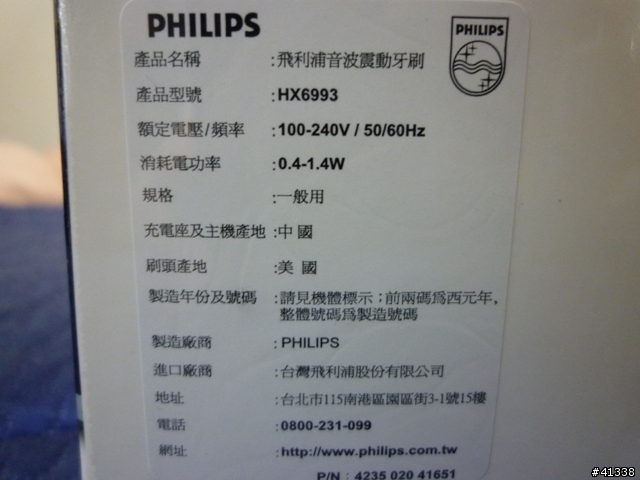 PHILIPS
PHILIPS
產品名稱 :飛利浦音波震動牙刷
產品型號 :HX6993
額定電壓/頻率 :100-240V / 50/60Hz
消耗電功率 :0.4-1.4W
規格 :一般用
充電座及主機產地 :中 國
刷頭產地 :美 國
製造年份及號碼 :請見機體標示;前兩碼爲西元年,
整體號碼爲製造號碼
製造廠商 :PHILIPS
進口廠商 :台灣飛利浦股份有限公司
地址 :台北市115南港區園區街3-1號15樓
電話 :0800-231-099
網址 :http://www.philips.com.tw
P/N : 4235 020 41651
#41338